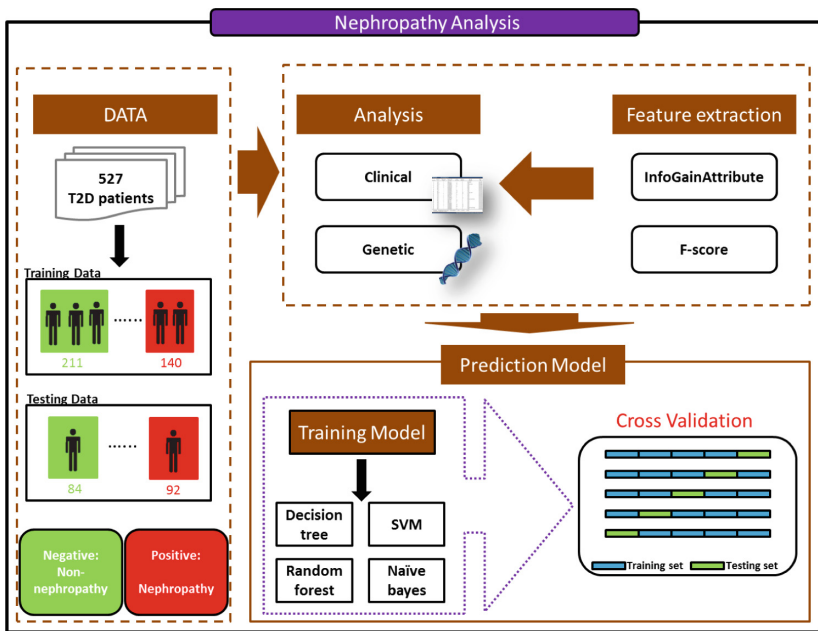 Nephropathy Analysis
DATA
527
T2D patients
Training Data
......
211
140
Testing Data
......
84
92
Negative:
Non-
nephropathy
Positive:
Nephropathy
Analysis
Clinical
Genetic
Feature extraction
InfoGainAttribute
F-score
Prediction Model
Training Model
Decision
tree
SVM
Random
forest
Naïve
bayes
Cross Validation
Training set
Testing set